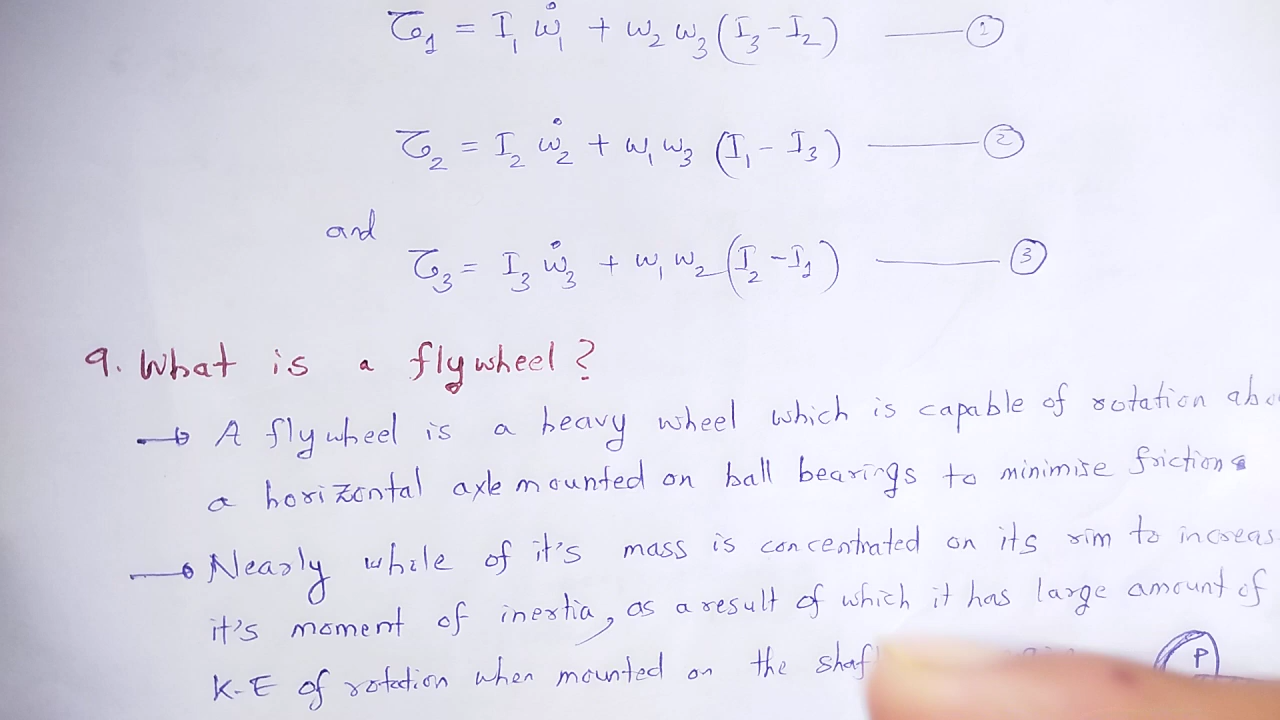 τ₁ = I₁ ω̇₁ + ω₂ ω₃ (I₃ - I₂) — ①
τ₂ = I₂ ω̇₂ + ω₁ ω₃ (I₁ - I₃) — ②
and
τ₃ = I₃ ω̇₃ + ω₁ ω₂ (I₂ - I₁) — ③
9. What is a flywheel?
→ A flywheel is a heavy wheel which is capable of rotation abo
a horizontal axle mounted on ball bearings to minimise friction
→ Nearly while of it's mass is concentrated on its rim to increas
it's moment of inertia, as a result of which it has large amount of
K-E of rotation when mounted on the shaf
P